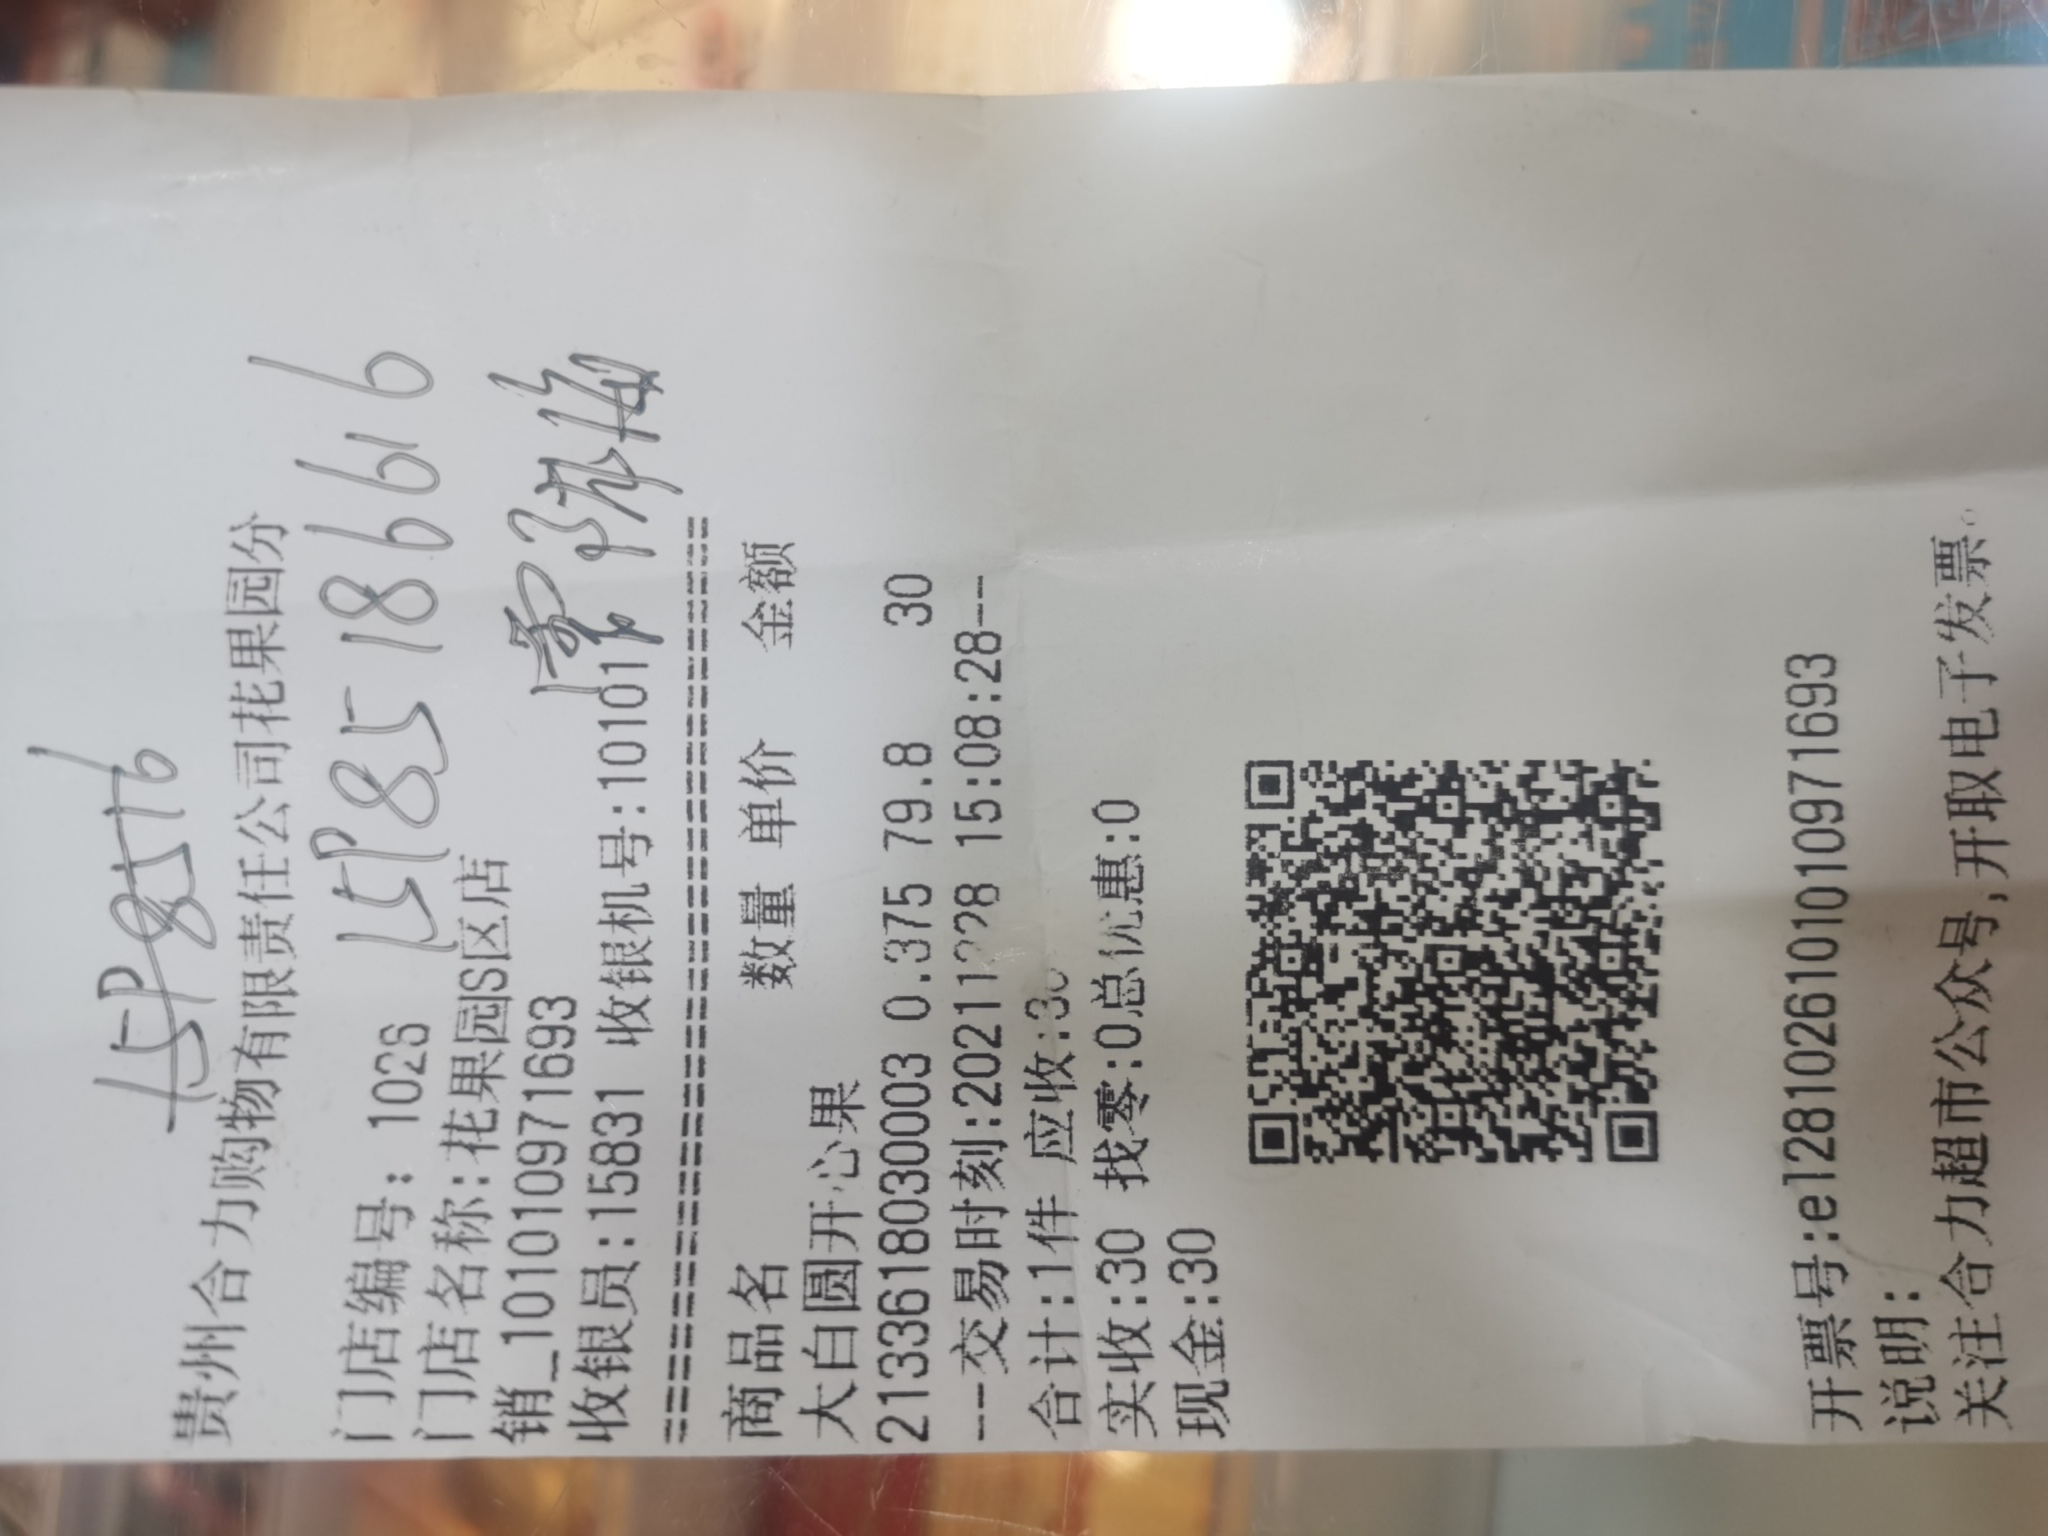 贵州合力购物有限责任公司花果园分
15985186616
门店编号: 1026
门店名称:花果园S区店
销_101010971693
收银员:15831 收银机号:10101
商品名 数量 单价 金额
大白圆开心果
2133618030003 0.375 79.8 30
---交易时刻:20211228 15:08:28---
合计:1件 应收:30
实收:30 找零:0总优惠:0
现金:30
开票号:e1281026101010971693
说明:
关注合力超市公众号,开取电子发票。